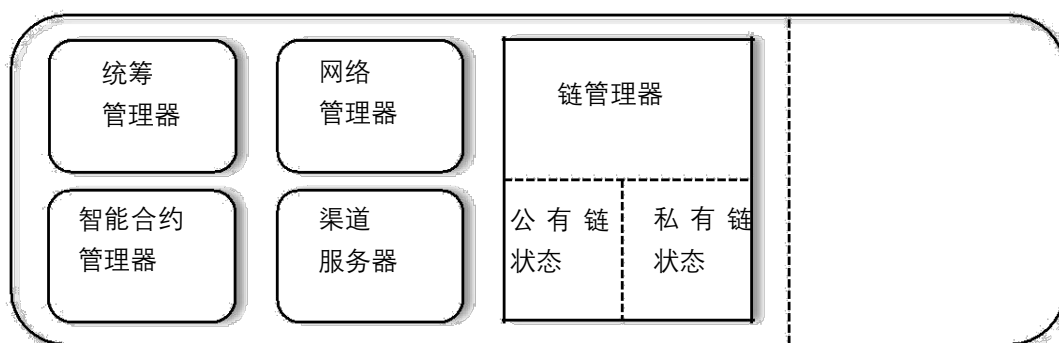 统筹
管理器
网络
管理器
链管理器
智能合约
管理器
渠道
服务器
公有链
状态
私有链
状态